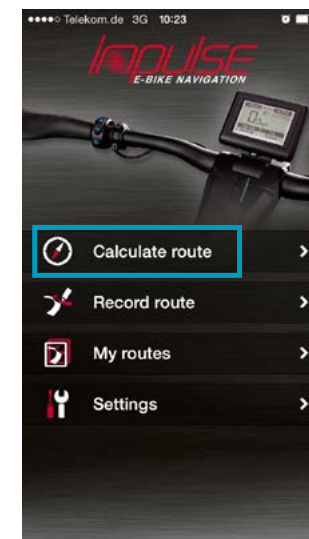 Telekom.de 3G 10:23
impulse
E-BIKE NAVIGATION
Calculate route
Record route
My routes
Settings